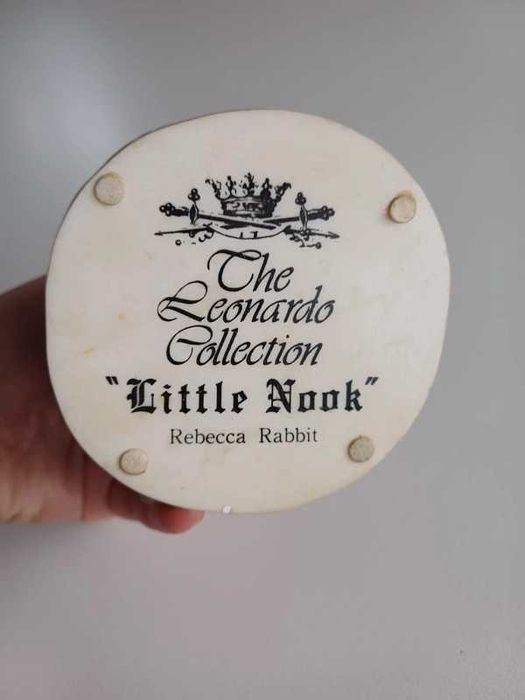 The
Leonardo
Collection
"Little Nook"
Rebecca Rabbit